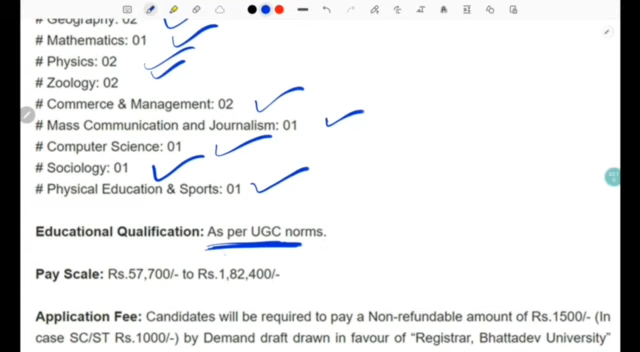 # Geography: 02
# Mathematics: 01
# Physics: 02
# Zoology: 02
# Commerce & Management: 02
# Mass Communication and Journalism: 01
# Computer Science: 01
# Sociology: 01
# Physical Education & Sports: 01
Educational Qualification: As per UGC norms.
Pay Scale: Rs.57,700/- to Rs.1,82,400/-
Application Fee: Candidates will be required to pay a Non-refundable amount of Rs.1500/- (In
case SC/ST Rs.1000/-) by Demand draft drawn in favour of “Registrar, Bhattadev University”